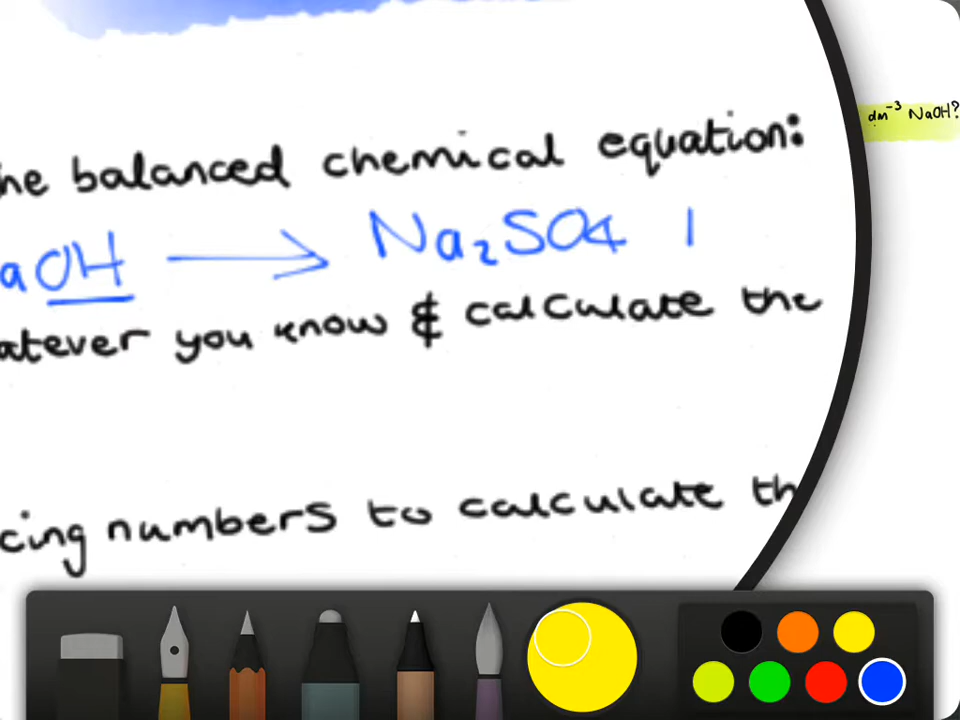 he balanced chemical equation:
dm⁻³ NaOH?
aOH → Na₂SO₄ |
atever you know & calculate the
cing numbers to calculate th